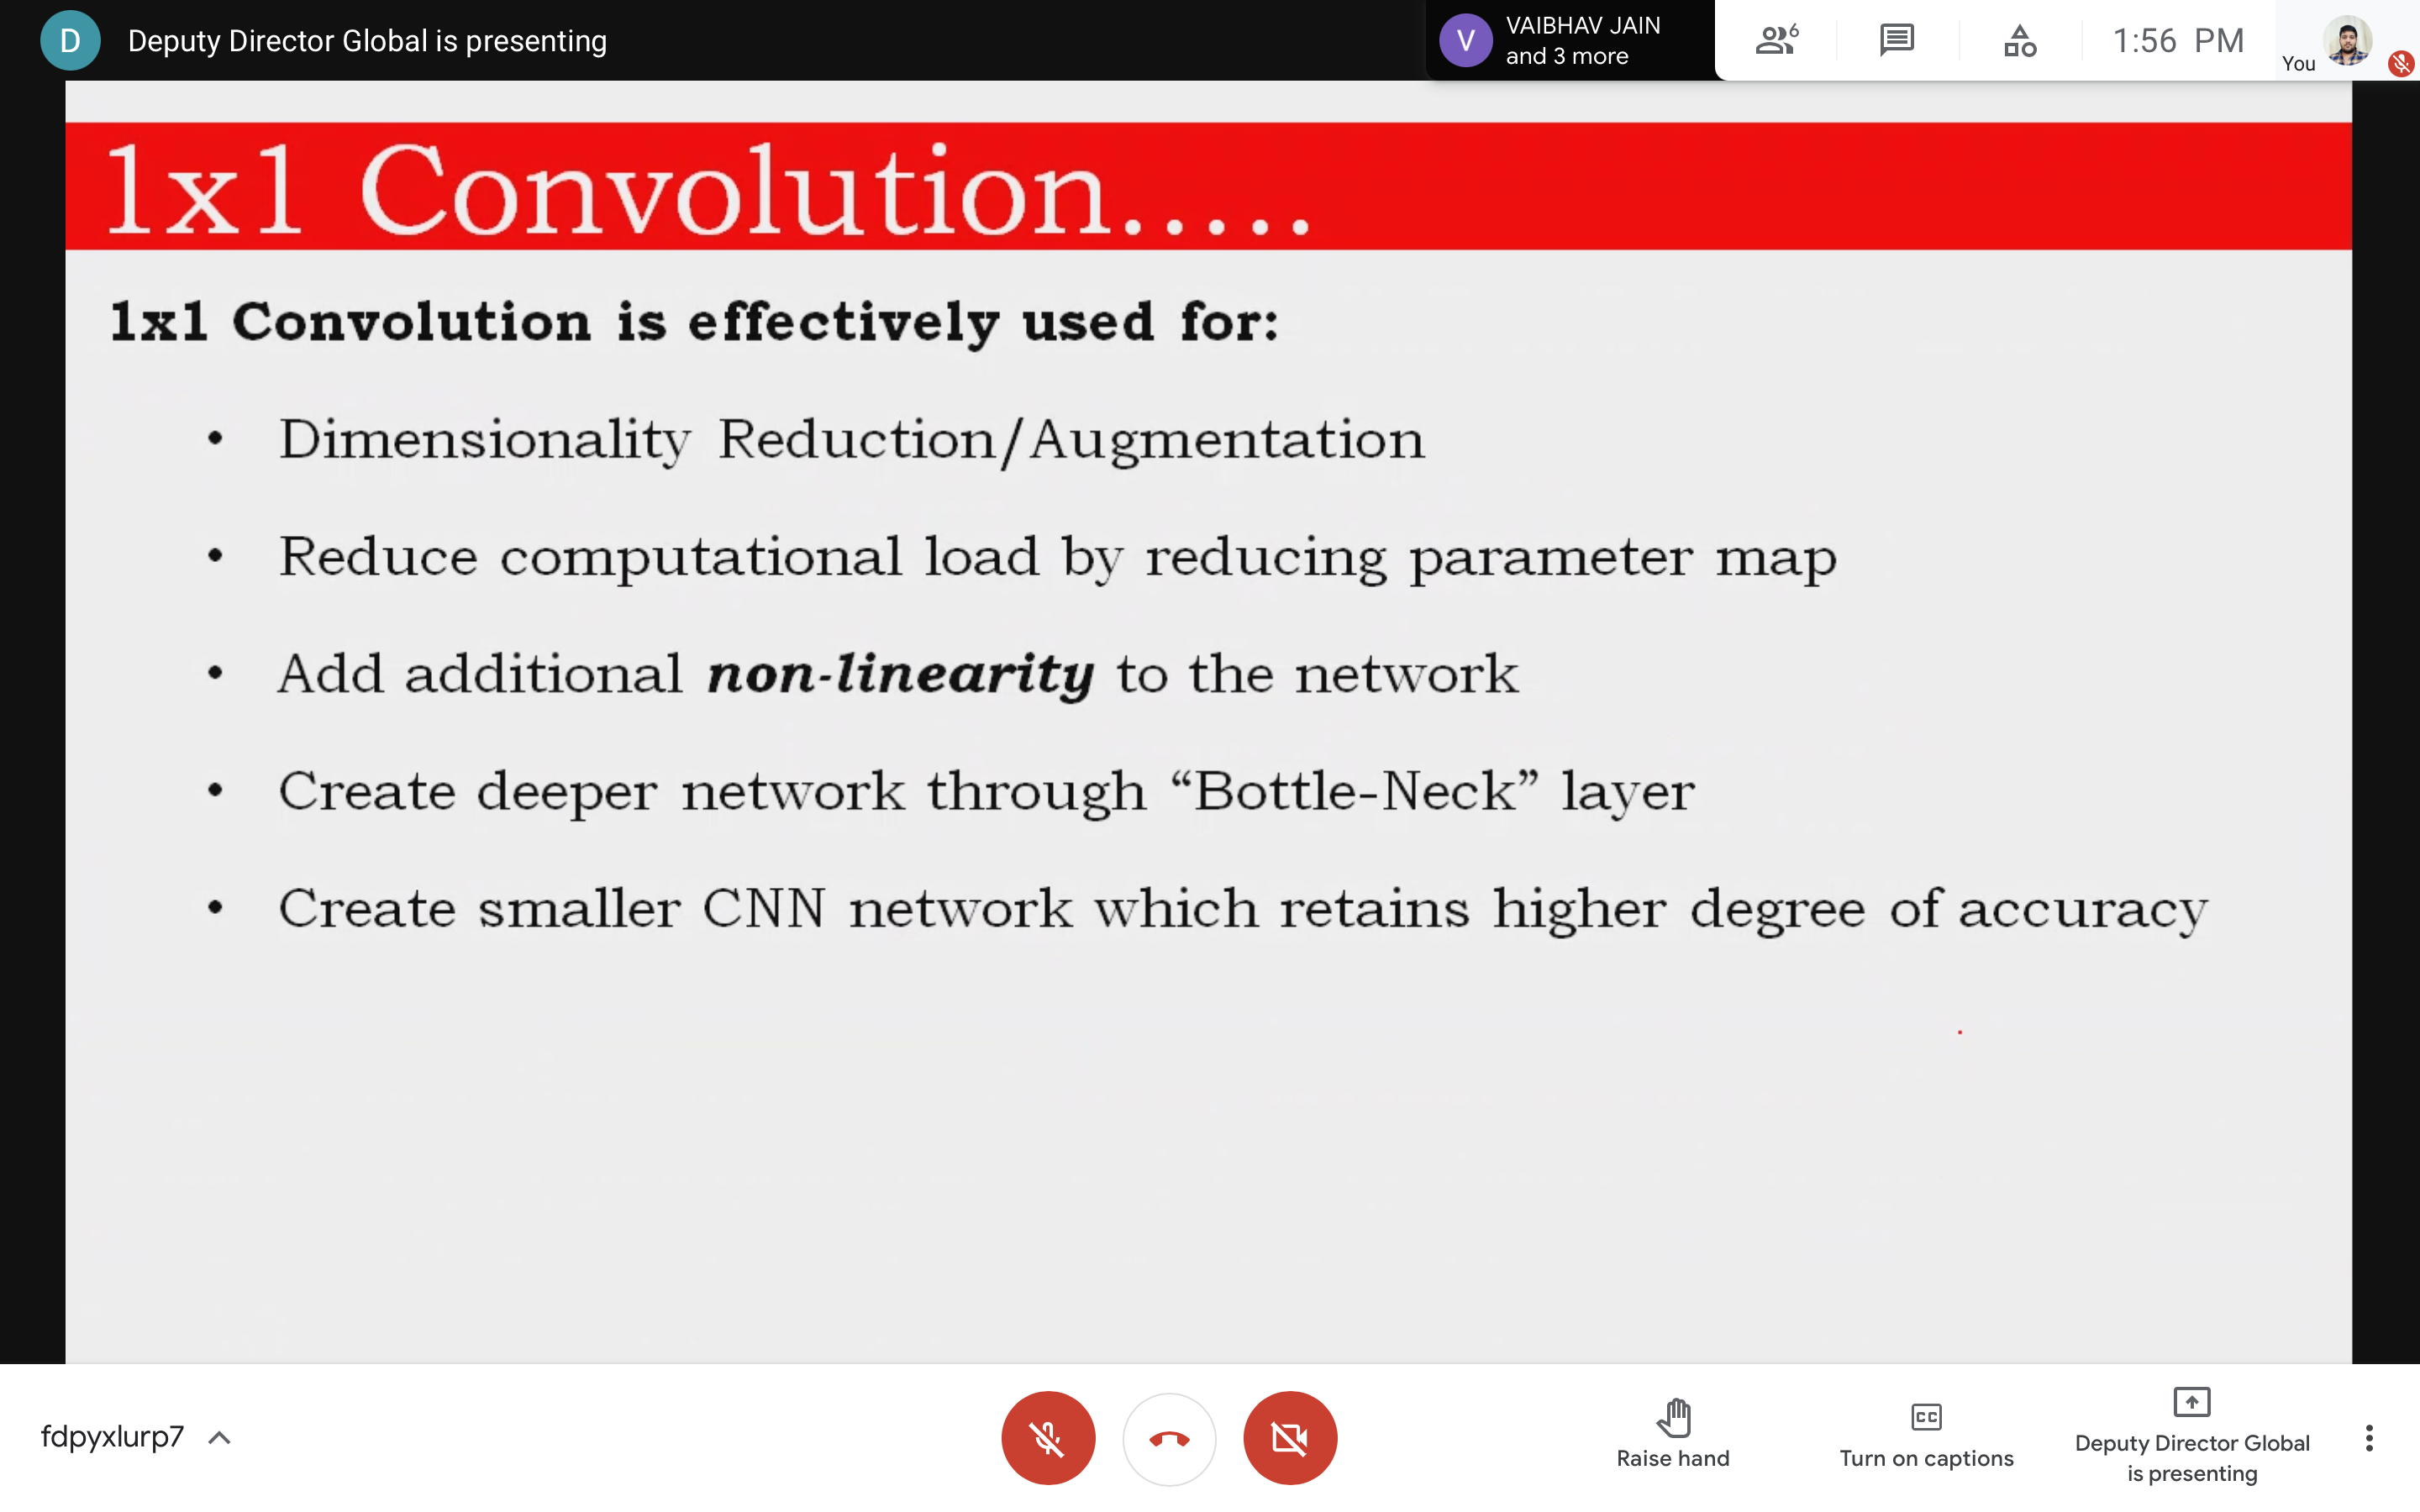 D
Deputy Director Global is presenting
V
VAIBHAV JAIN
and 3 more
6
1:56 PM
You
1x1 Convolution.....
1x1 Convolution is effectively used for:
• Dimensionality Reduction/Augmentation
• Reduce computational load by reducing parameter map
• Add additional non-linearity to the network
• Create deeper network through “Bottle-Neck” layer
• Create smaller CNN network which retains higher degree of accuracy
fdpyxlurp7
Raise hand
CC
Turn on captions
Deputy Director Global
is presenting